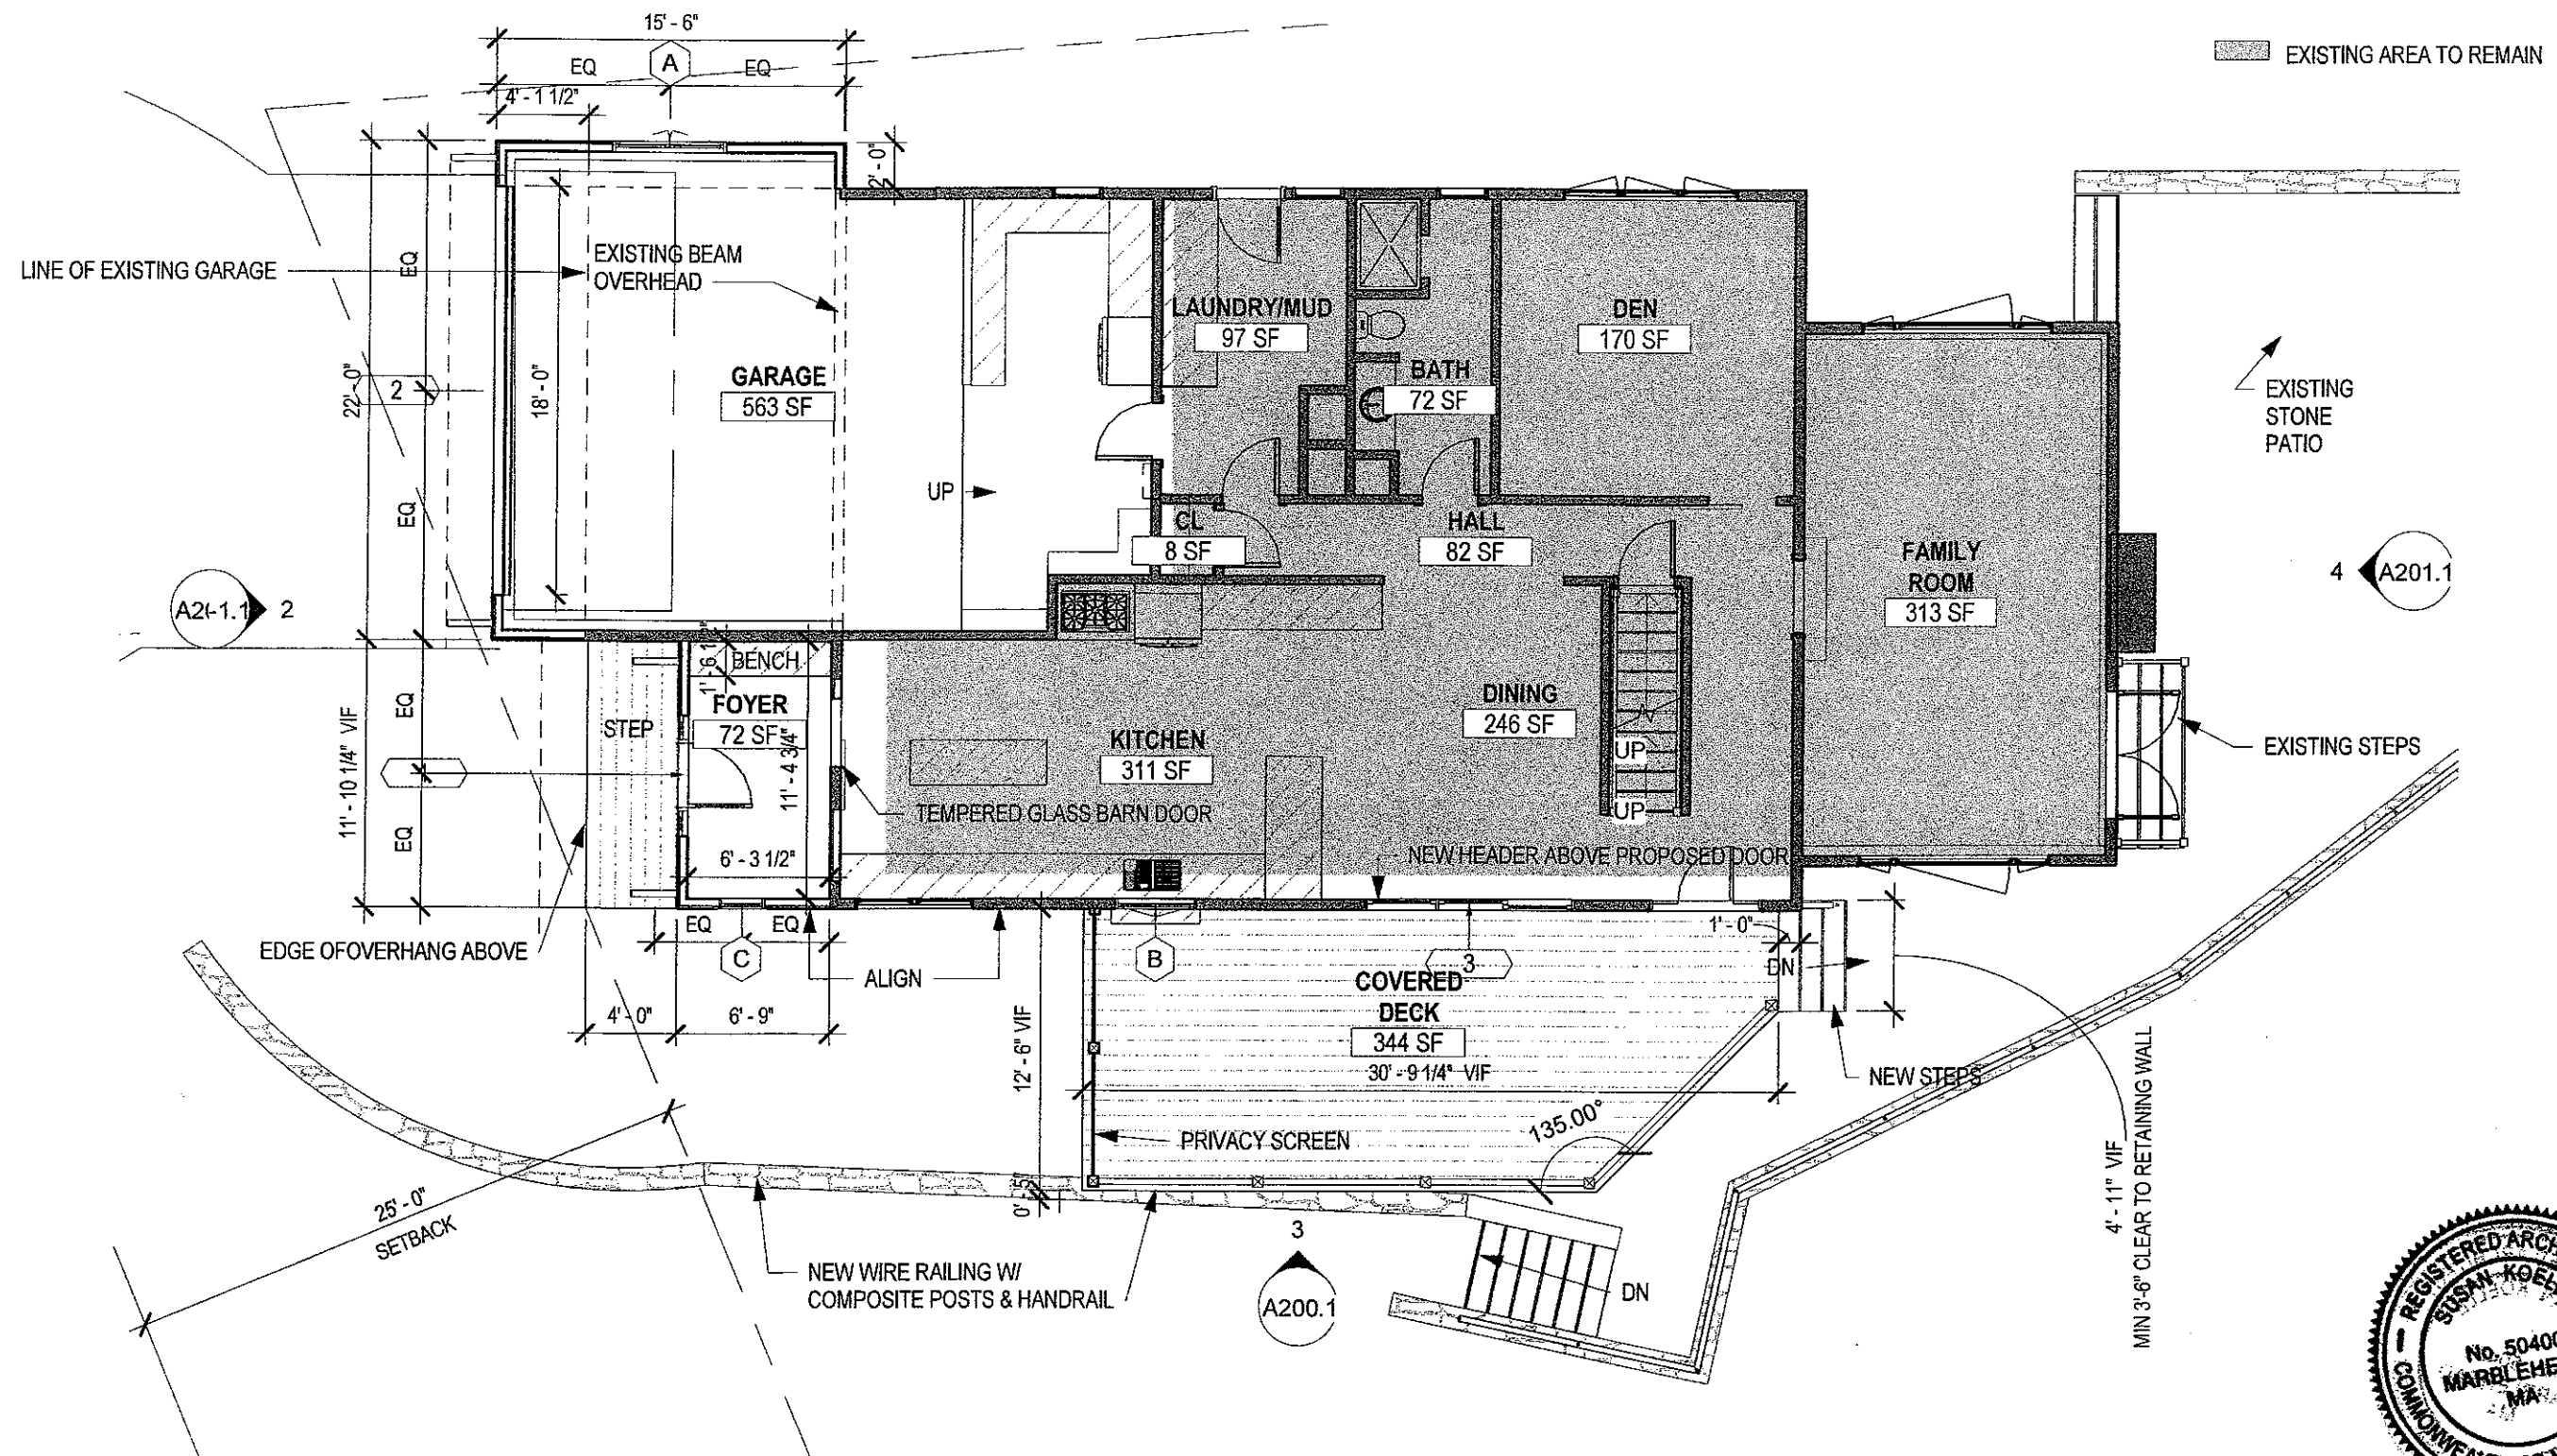 15' - 6"
EXISTING AREA TO REMAIN
A
EQ
EQ
4' - 1 1/2"
2' - 0"
LINE OF EXISTING GARAGE
EQ
EXISTING BEAM
OVERHEAD
LAUNDRY/MUD
97 SF
DEN
170 SF
22' - 0"
2
18' - 0"
GARAGE
563 SF
BATH
72 SF
EXISTING
STONE
PATIO
UP
EQ
CL
8 SF
HALL
82 SF
FAMILY
ROOM
313 SF
2
4
A201.1
BENCH
FOYER
72 SF
11' - 4 3/4"
STEP
EQ
DINING
246 SF
KITCHEN
311 SF
UP
UP
EXISTING STEPS
11' - 10 1/4" VIF
EQ
TEMPERED GLASS BARN DOOR
6' - 3 1/2"
NEW HEADER ABOVE PROPOSED DOOR
EQ
EQ
1' - 0"
EDGE OF OVERHANG ABOVE
C
ALIGN
B
3
DN
COVERED
DECK
344 SF
4' - 0"
6' - 9"
12' - 6" VIF
30' - 9 1/4" VIF
NEW STEPS
135.00°
PRIVACY SCREEN
0' - 5"
4' - 11" VIF
MIN 3'-6" CLEAR TO RETAINING WALL
25' - 0"
SETBACK
3
A200.1
NEW WIRE RAILING W/
COMPOSITE POSTS & HANDRAIL
DN
REGISTERED
SUSAN
MA